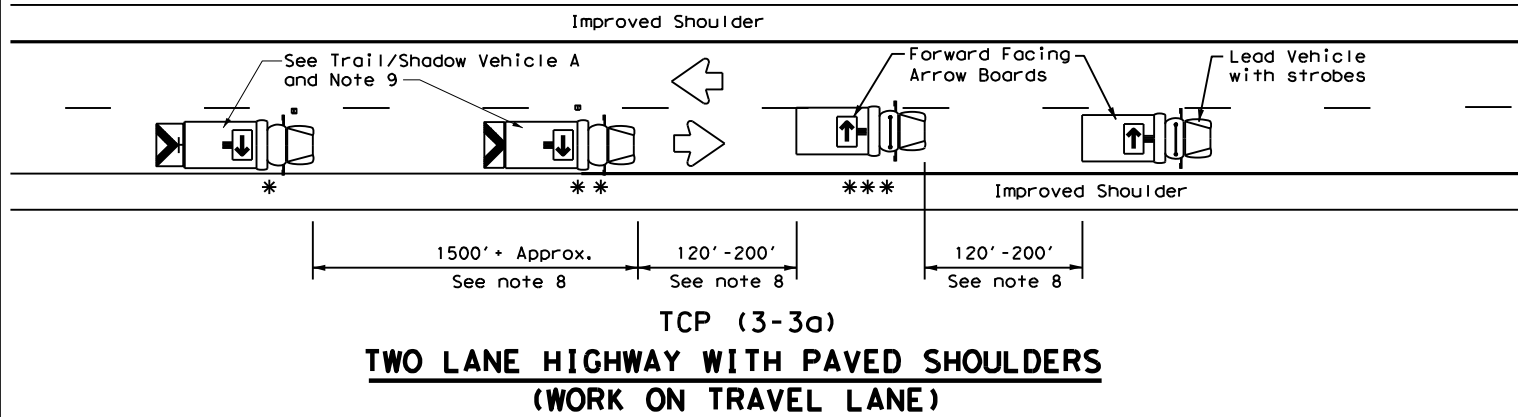 Improved Shoulder
See Trail/Shadow Vehicle A
and Note 9
Forward Facing
Arrow Boards
Lead Vehicle
with strobes
*
* *
***
Improved Shoulder
1500'+ Approx.
See note 8
120'-200'
See note 8
120'-200'
See note 8
TCP (3-3a)
TWO LANE HIGHWAY WITH PAVED SHOULDERS
(WORK ON TRAVEL LANE)